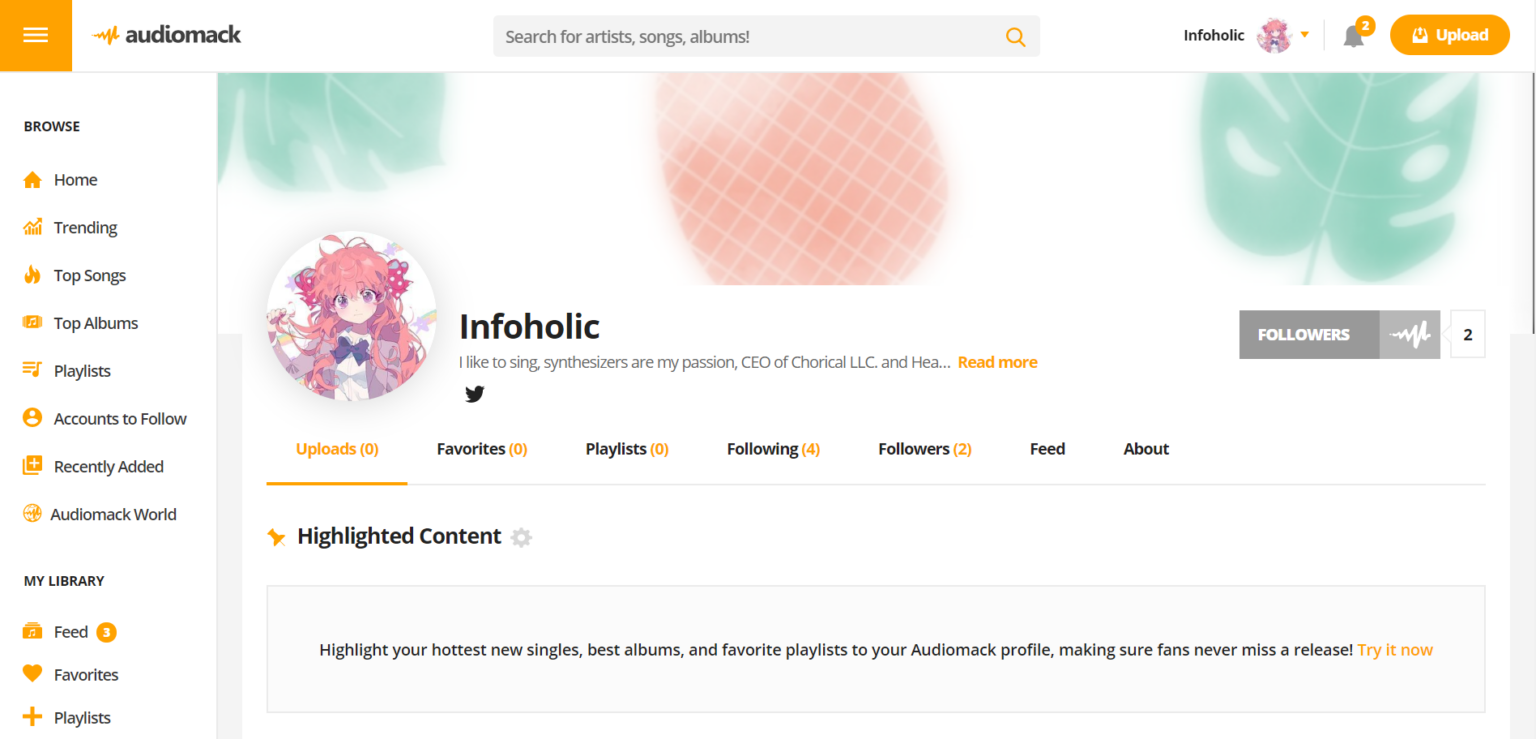 audiomack
Search for artists, songs, albums!
Infoholic
2
Upload
BROWSE
Home
Trending
Top Songs
Top Albums
Playlists
Accounts to Follow
Recently Added
Audiomack World
MY LIBRARY
Feed 3
Favorites
Playlists
Infoholic
I like to sing, synthesizers are my passion, CEO of Chorical LLC. and Hea... Read more
FOLLOWERS 2
Uploads (0) Favorites (0) Playlists (0) Following (4) Followers (2) Feed About
Highlighted Content
Highlight your hottest new singles, best albums, and favorite playlists to your Audiomack profile, making sure fans never miss a release! Try it now